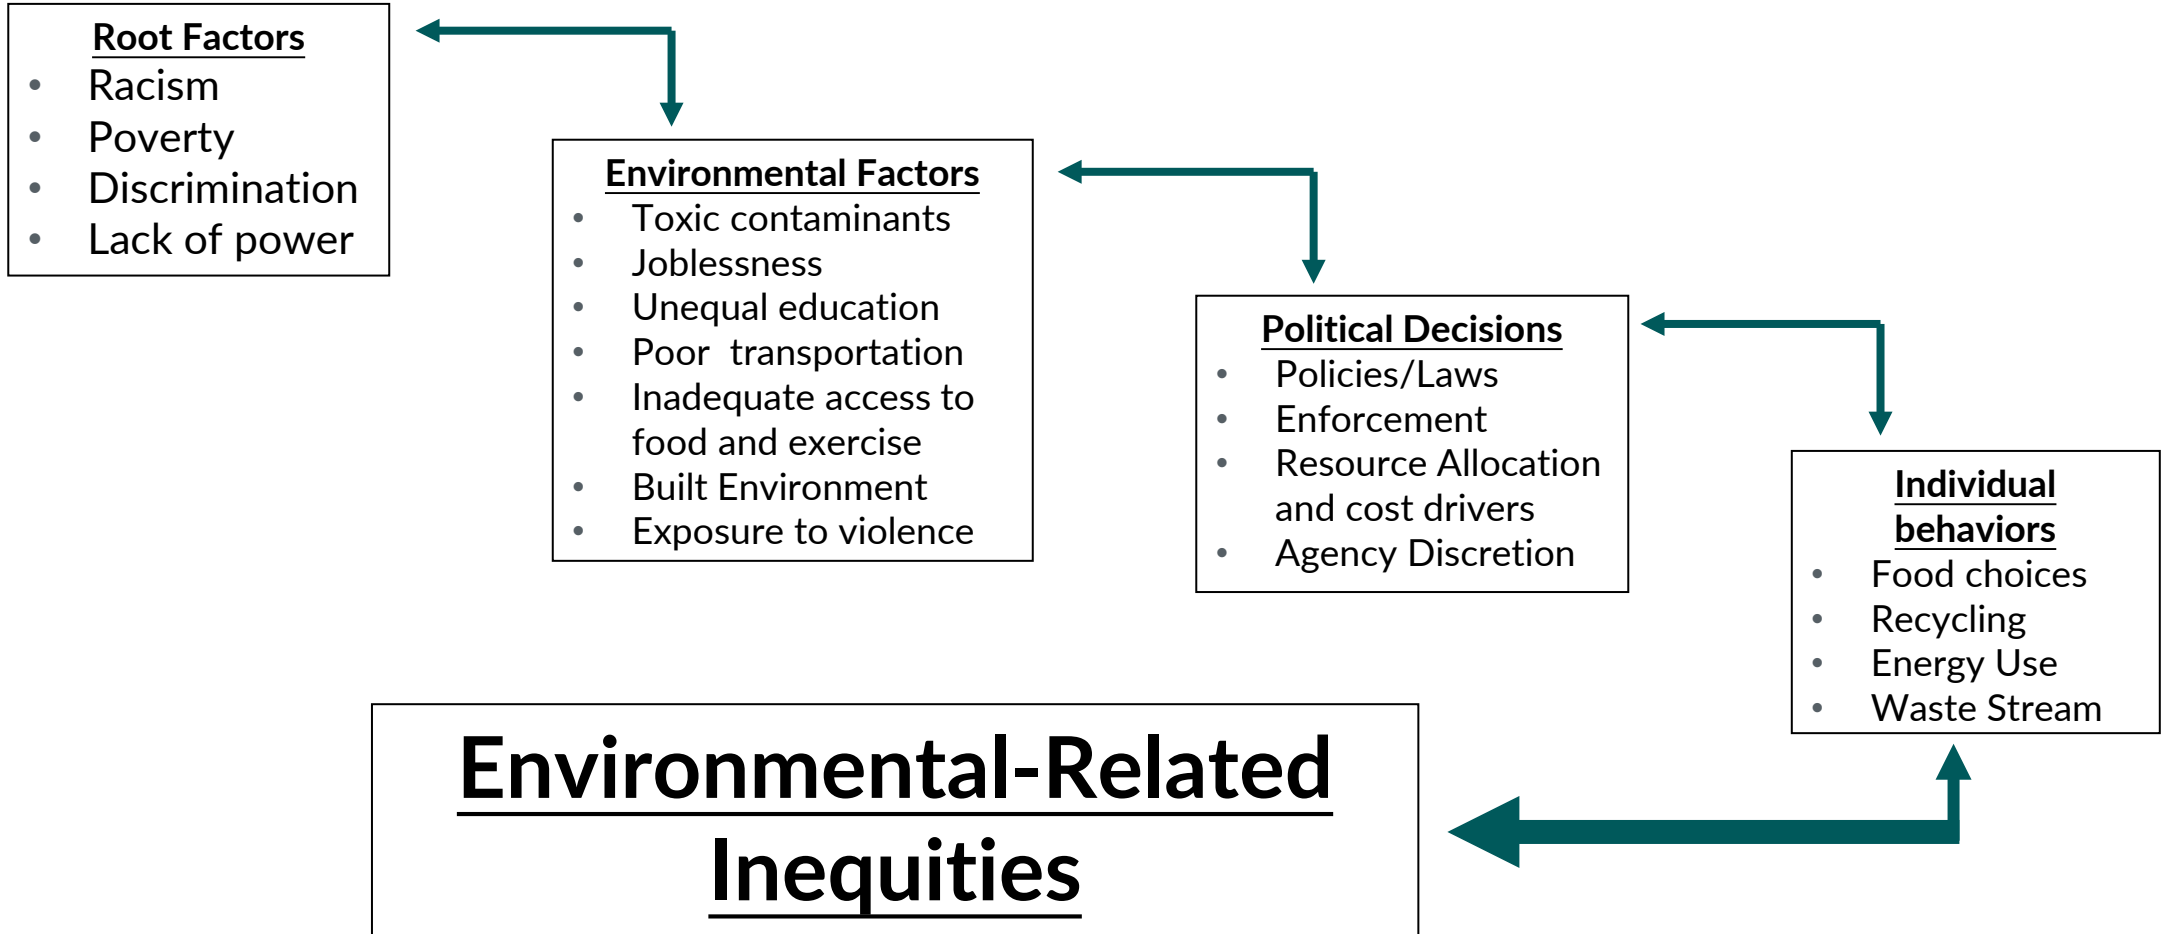 Root Factors
• Racism
• Poverty
• Discrimination
• Lack of power
Environmental Factors
• Toxic contaminants
• Joblessness
• Unequal education
• Poor  transportation
• Inadequate access to
food and exercise
• Built Environment
• Exposure to violence
Political Decisions
• Policies/Laws
• Enforcement
• Resource Allocation
and cost drivers
• Agency Discretion
Individual
behaviors
• Food choices
• Recycling
• Energy Use
• Waste Stream
Environmental-Related
Inequities